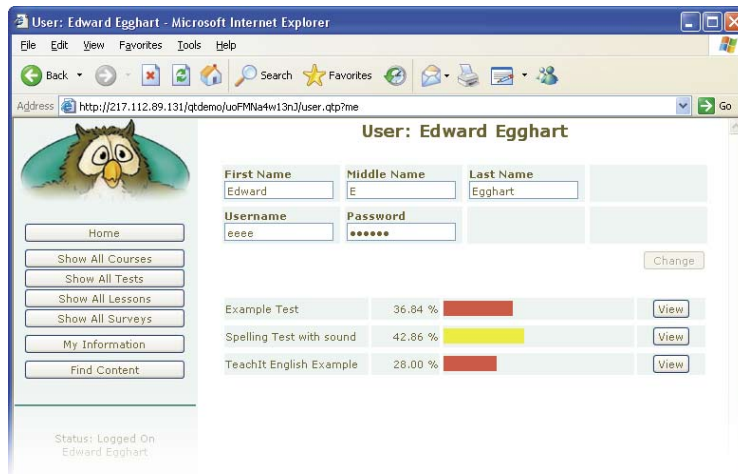 User: Edward Egghart - Microsoft Internet Explorer
File Edit View Favorites Tools Help
Back Search Favorites
Address http://217.112.89.131/qtdemo/uoFMNa4w13nJ/user.qtp?me Go
User: Edward Egghart
First Name Middle Name Last Name
Edward E Egghart
Username Password
eeee ••••••
Home
Change
Show All Courses
Show All Tests
Show All Lessons
Show All Surveys
My Information
Find Content
Example Test 36.84 % View
Spelling Test with sound 42.86 % View
TeachIt English Example 28.00 % View
Status: Logged On
Edward Egghart